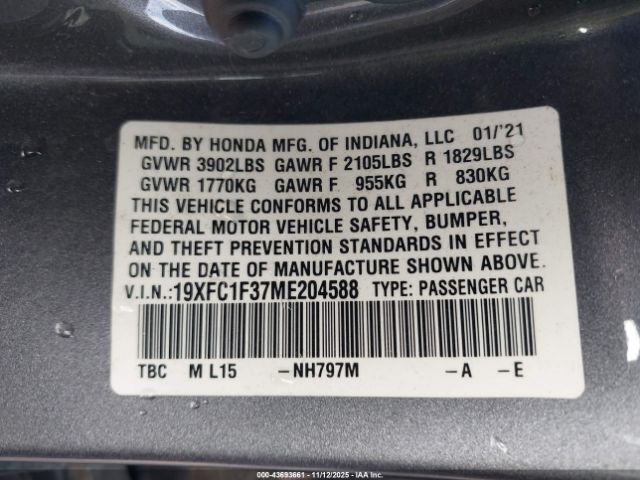 MFD. BY HONDA MFG. OF INDIANA, LLC 01/'21
GVWR 3902LBS GAWR F 2105LBS R 1829LBS
GVWR 1770KG GAWR F 955KG R 830KG
THIS VEHICLE CONFORMS TO ALL APPLICABLE
FEDERAL MOTOR VEHICLE SAFETY, BUMPER,
AND THEFT PREVENTION STANDARDS IN EFFECT
ON THE DATE OF MANUFACTURE SHOWN ABOVE.
V.I.N.:19XFC1F37ME204588 TYPE: PASSENGER CAR
TBC M L15 -NH797M -A -E
000-43693661 - 11/12/2025 - IAAI.COM